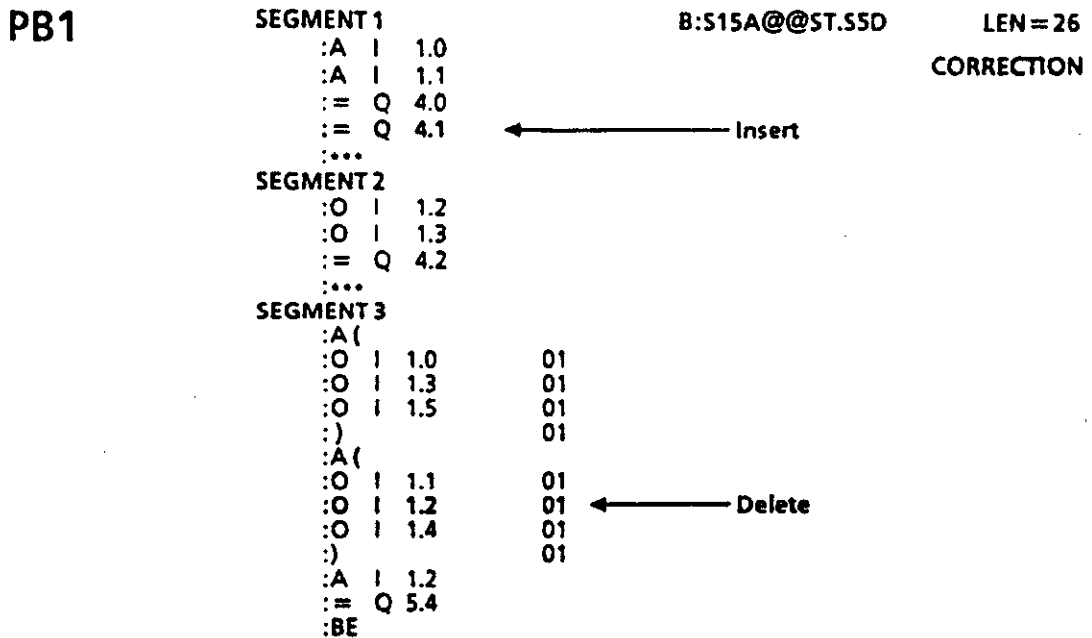 PB1 SEGMENT 1 B:S15A@@ST.S5D LEN=26
:A I 1.0 CORRECTION
:A I 1.1
:= Q 4.0
:= Q 4.1 Insert
:***
SEGMENT 2
:O I 1.2
:O I 1.3
:= Q 4.2
:***
SEGMENT 3
:A(
:O I 1.0 01
:O I 1.3 01
:O I 1.5 01
:) 01
:A(
:O I 1.1 01
:O I 1.2 01 Delete
:O I 1.4 01
:) 01
:A I 1.2
:= Q 5.4
:BE